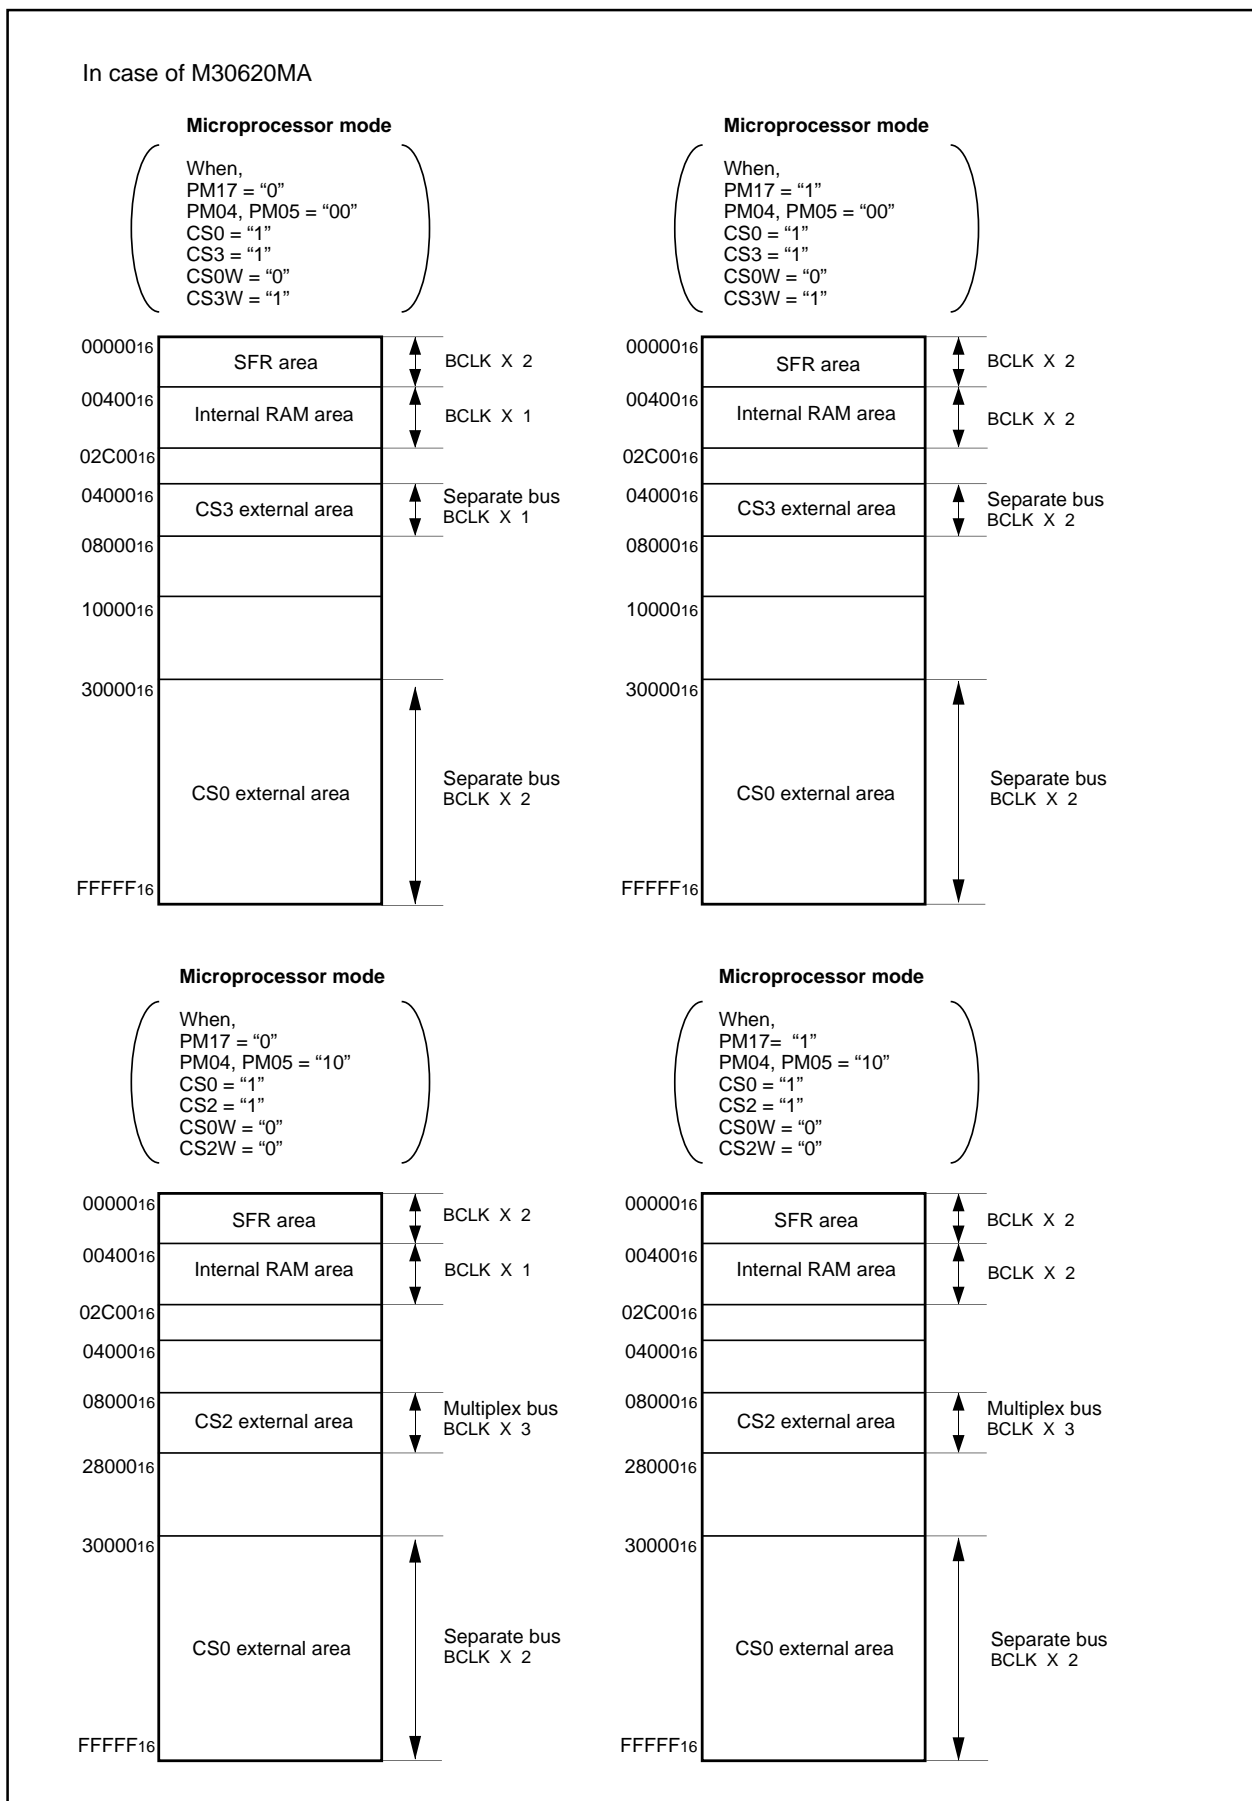 In case of M30620MA
Microprocessor mode
When,
PM17 = “0”
PM04, PM05 = “00”
CS0 = “1”
CS3 = “1”
CS0W = “0”
CS3W = “1”
0000016
SFR area
BCLK X 2
0040016
Internal RAM area
BCLK X 1
02C0016
0400016
CS3 external area
Separate bus
BCLK X 1
0800016
1000016
3000016
CS0 external area
Separate bus
BCLK X 2
FFFFF16
Microprocessor mode
When,
PM17 = “1”
PM04, PM05 = “00”
CS0 = “1”
CS3 = “1”
CS0W = “0”
CS3W = “1”
0000016
SFR area
BCLK X 2
0040016
Internal RAM area
BCLK X 2
02C0016
0400016
CS3 external area
Separate bus
BCLK X 2
0800016
1000016
3000016
CS0 external area
Separate bus
BCLK X 2
FFFFF16
Microprocessor mode
When,
PM17 = “0”
PM04, PM05 = “10”
CS0 = “1”
CS2 = “1”
CS0W = “0”
CS2W = “0”
0000016
SFR area
BCLK X 2
0040016
Internal RAM area
BCLK X 1
02C0016
0400016
0800016
CS2 external area
Multiplex bus
BCLK X 3
2800016
3000016
CS0 external area
Separate bus
BCLK X 2
FFFFF16
Microprocessor mode
When,
PM17= “1”
PM04, PM05 = “10”
CS0 = “1”
CS2 = “1”
CS0W = “0”
CS2W = “0”
0000016
SFR area
BCLK X 2
0040016
Internal RAM area
BCLK X 2
02C0016
0400016
0800016
CS2 external area
Multiplex bus
BCLK X 3
2800016
3000016
CS0 external area
Separate bus
BCLK X 2
FFFFF16